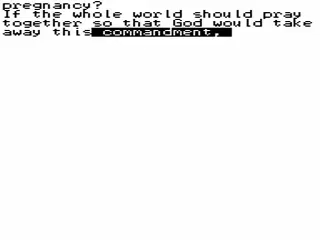 pregnancy?
If the whole world should pray
together so that God would take
away this commandment,